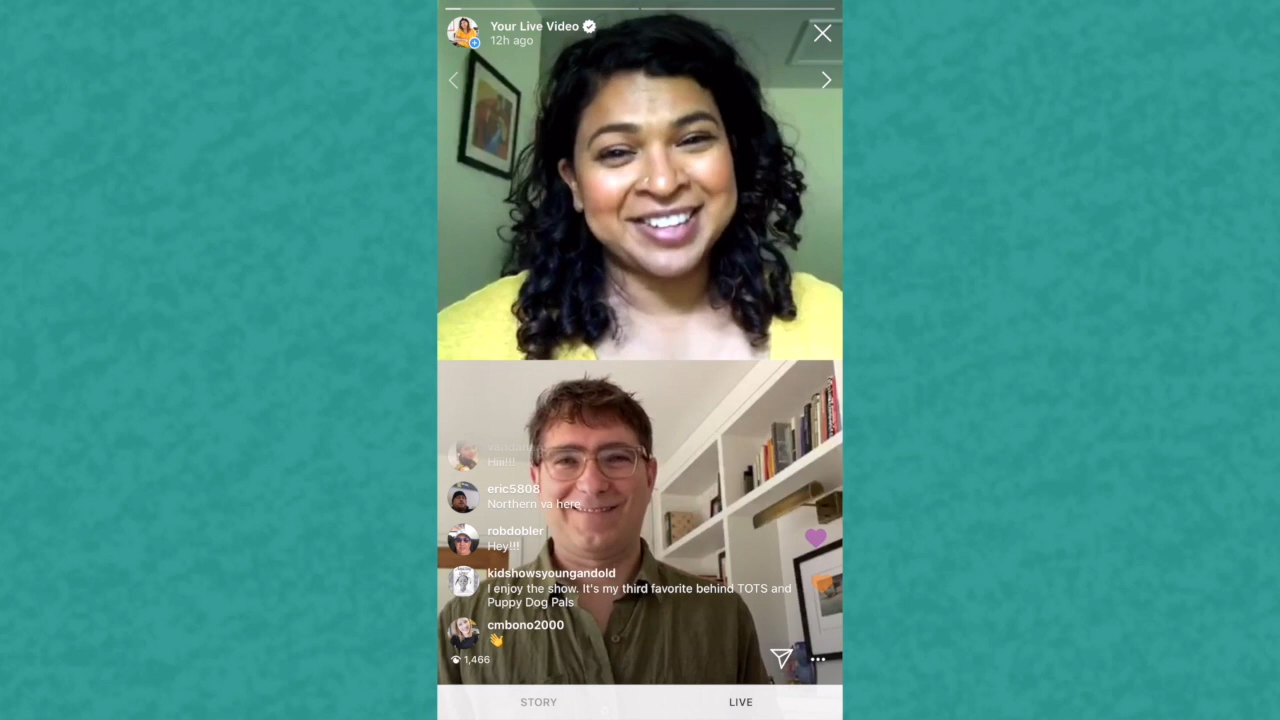 Your Live Video
12h ago
Hai!!!
eric5808
Northern va here
robdobler
Hey!!!
kidshowsyoungandold
I enjoy the show. It's my third favorite behind TOTS and
Puppy Dog Pals
cmbono2000
👋
1,466
STORY
LIVE